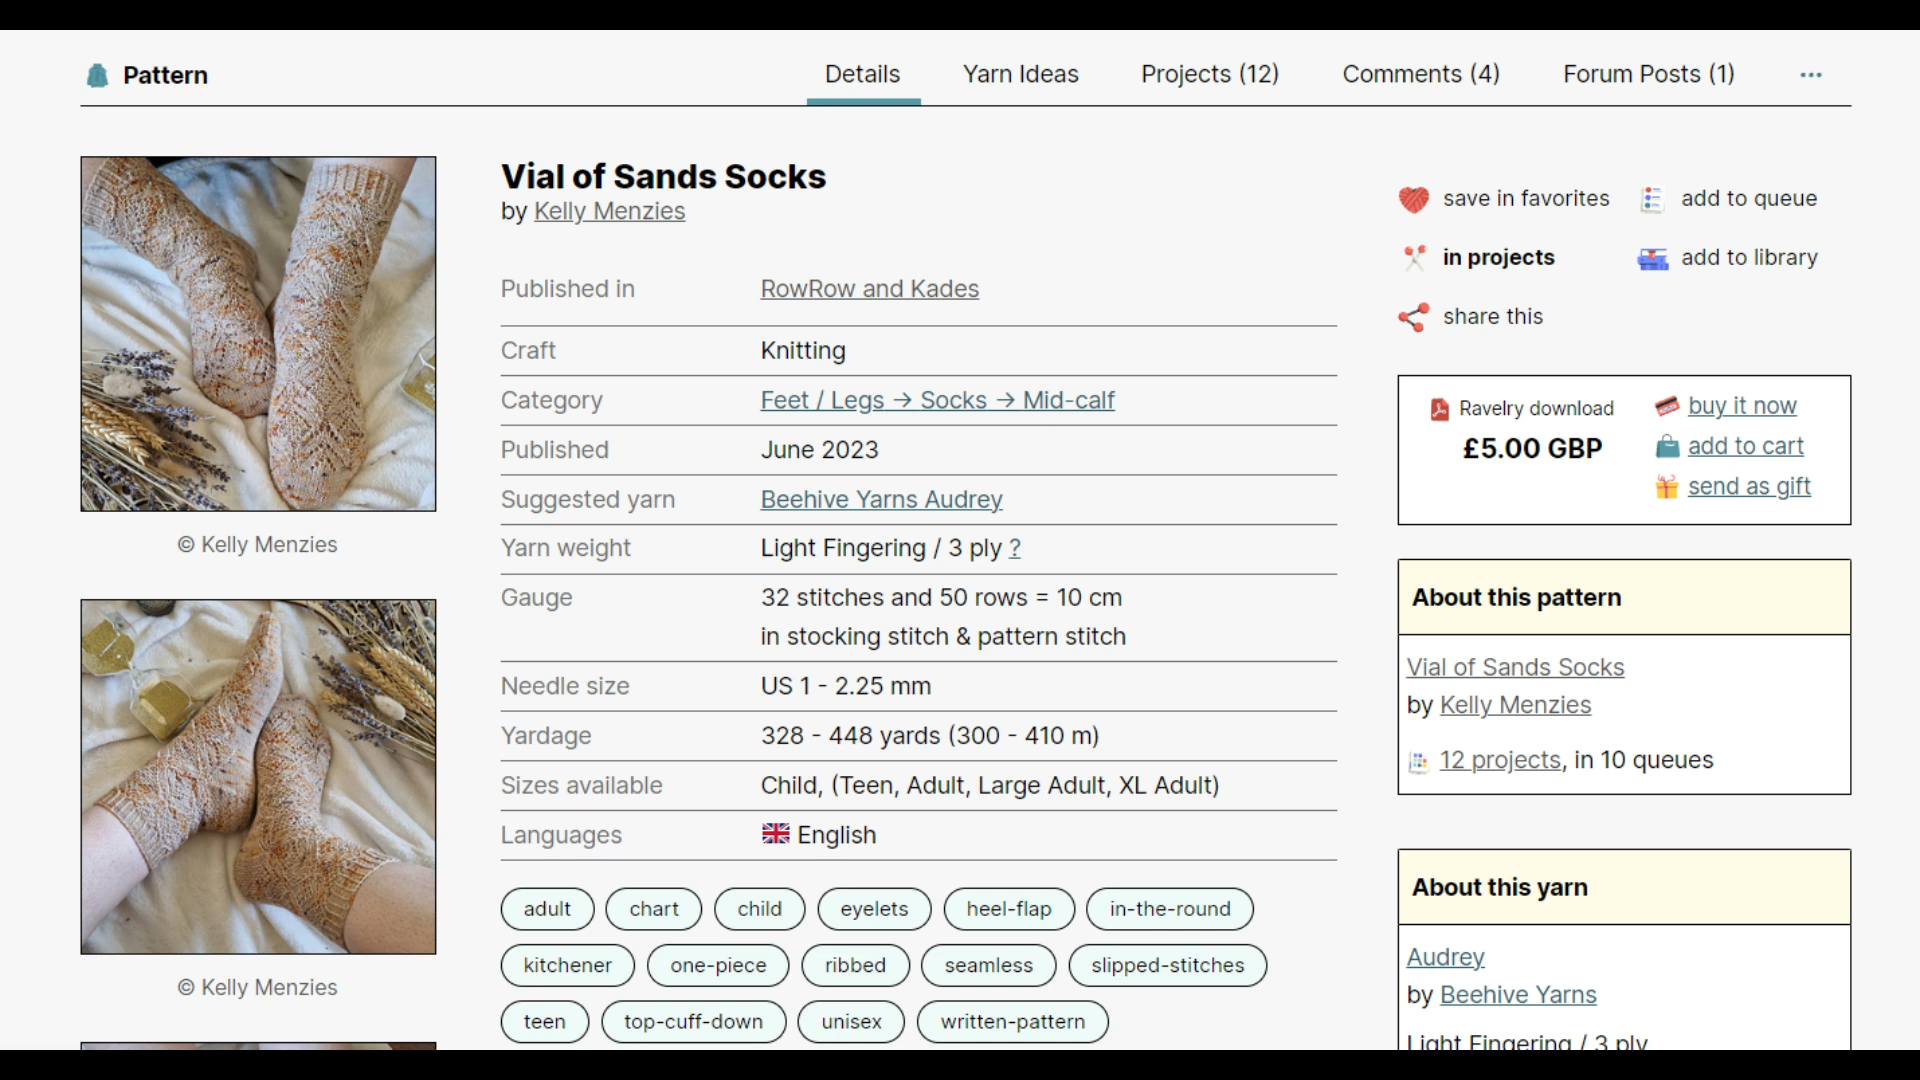 Pattern
Details
Yarn Ideas
Projects (12)
Comments (4)
Forum Posts (1)
© Kelly Menzies
© Kelly Menzies
Vial of Sands Socks
by Kelly Menzies
Published in RowRow and Kades
Craft Knitting
Category Feet / Legs → Socks → Mid-calf
Published June 2023
Suggested yarn Beehive Yarns Audrey
Yarn weight Light Fingering / 3 ply ?
Gauge 32 stitches and 50 rows = 10 cm
in stocking stitch & pattern stitch
Needle size US 1 - 2.25 mm
Yardage 328 - 448 yards (300 - 410 m)
Sizes available Child, (Teen, Adult, Large Adult, XL Adult)
Languages English
adult chart child eyelets heel-flap in-the-round
kitchener one-piece ribbed seamless slipped-stitches
teen top-cuff-down unisex written-pattern
save in favorites add to queue
in projects add to library
share this
Ravelry download
£5.00 GBP
buy it now
add to cart
send as gift
About this pattern
Vial of Sands Socks
by Kelly Menzies
12 projects, in 10 queues
About this yarn
Audrey
by Beehive Yarns
Light Fingering / 3 ply